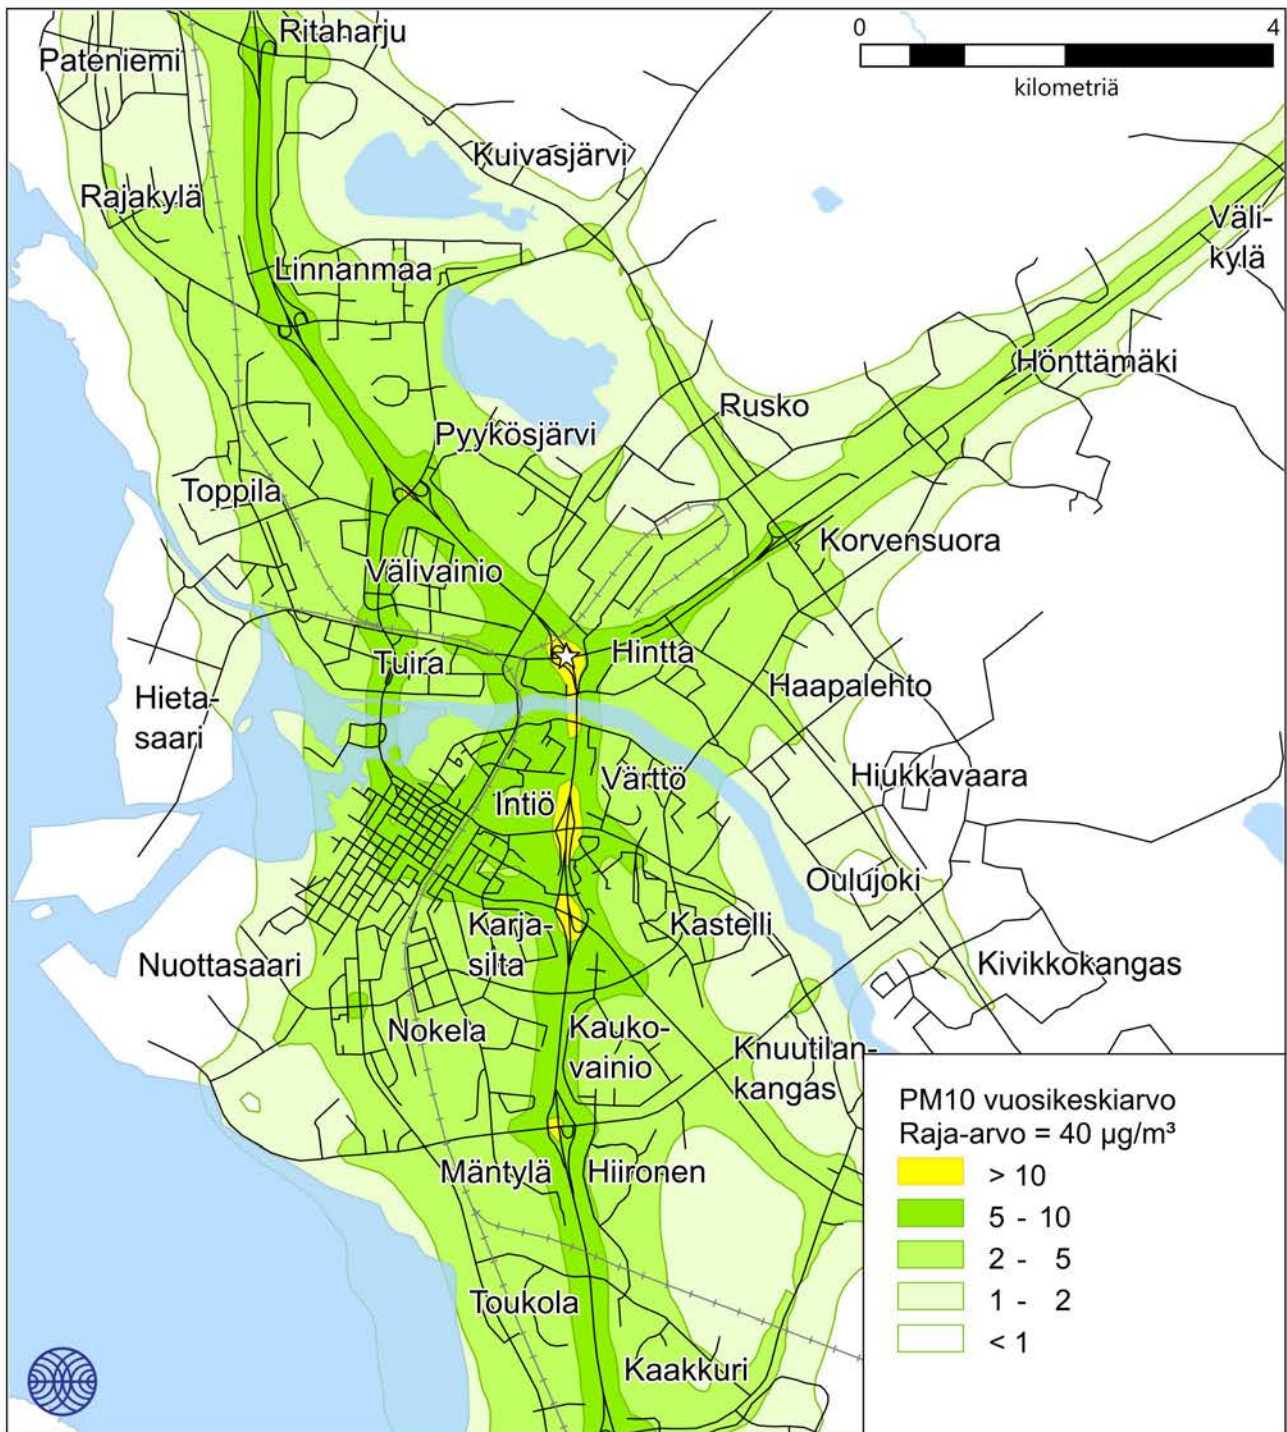 Ritaharju
0 4
kilometriä
Pateniemi
Kuivasjärvi
Rajakylä
Väli-
kylä
Linnanmaa
Hönttämäki
Rusko
Pyykösjärvi
Toppila
Korvensuora
Välivainio
Hintta
Tuira
Haapalehto
Hieta-
saari
Hiukkavaara
Värttö
Intiö
Oulujoki
Karja-
silta
Kastelli
Nuottasaari
Kivikkokangas
Nokela
Kauko-
vainio
Knuutilan-
kangas
Mäntylä
Hiironen
Toukola
Kaakkuri
PM10 vuosikeskiarvo
Raja-arvo = 40 µg/m³
> 10
5 - 10
2 - 5
1 - 2
< 1